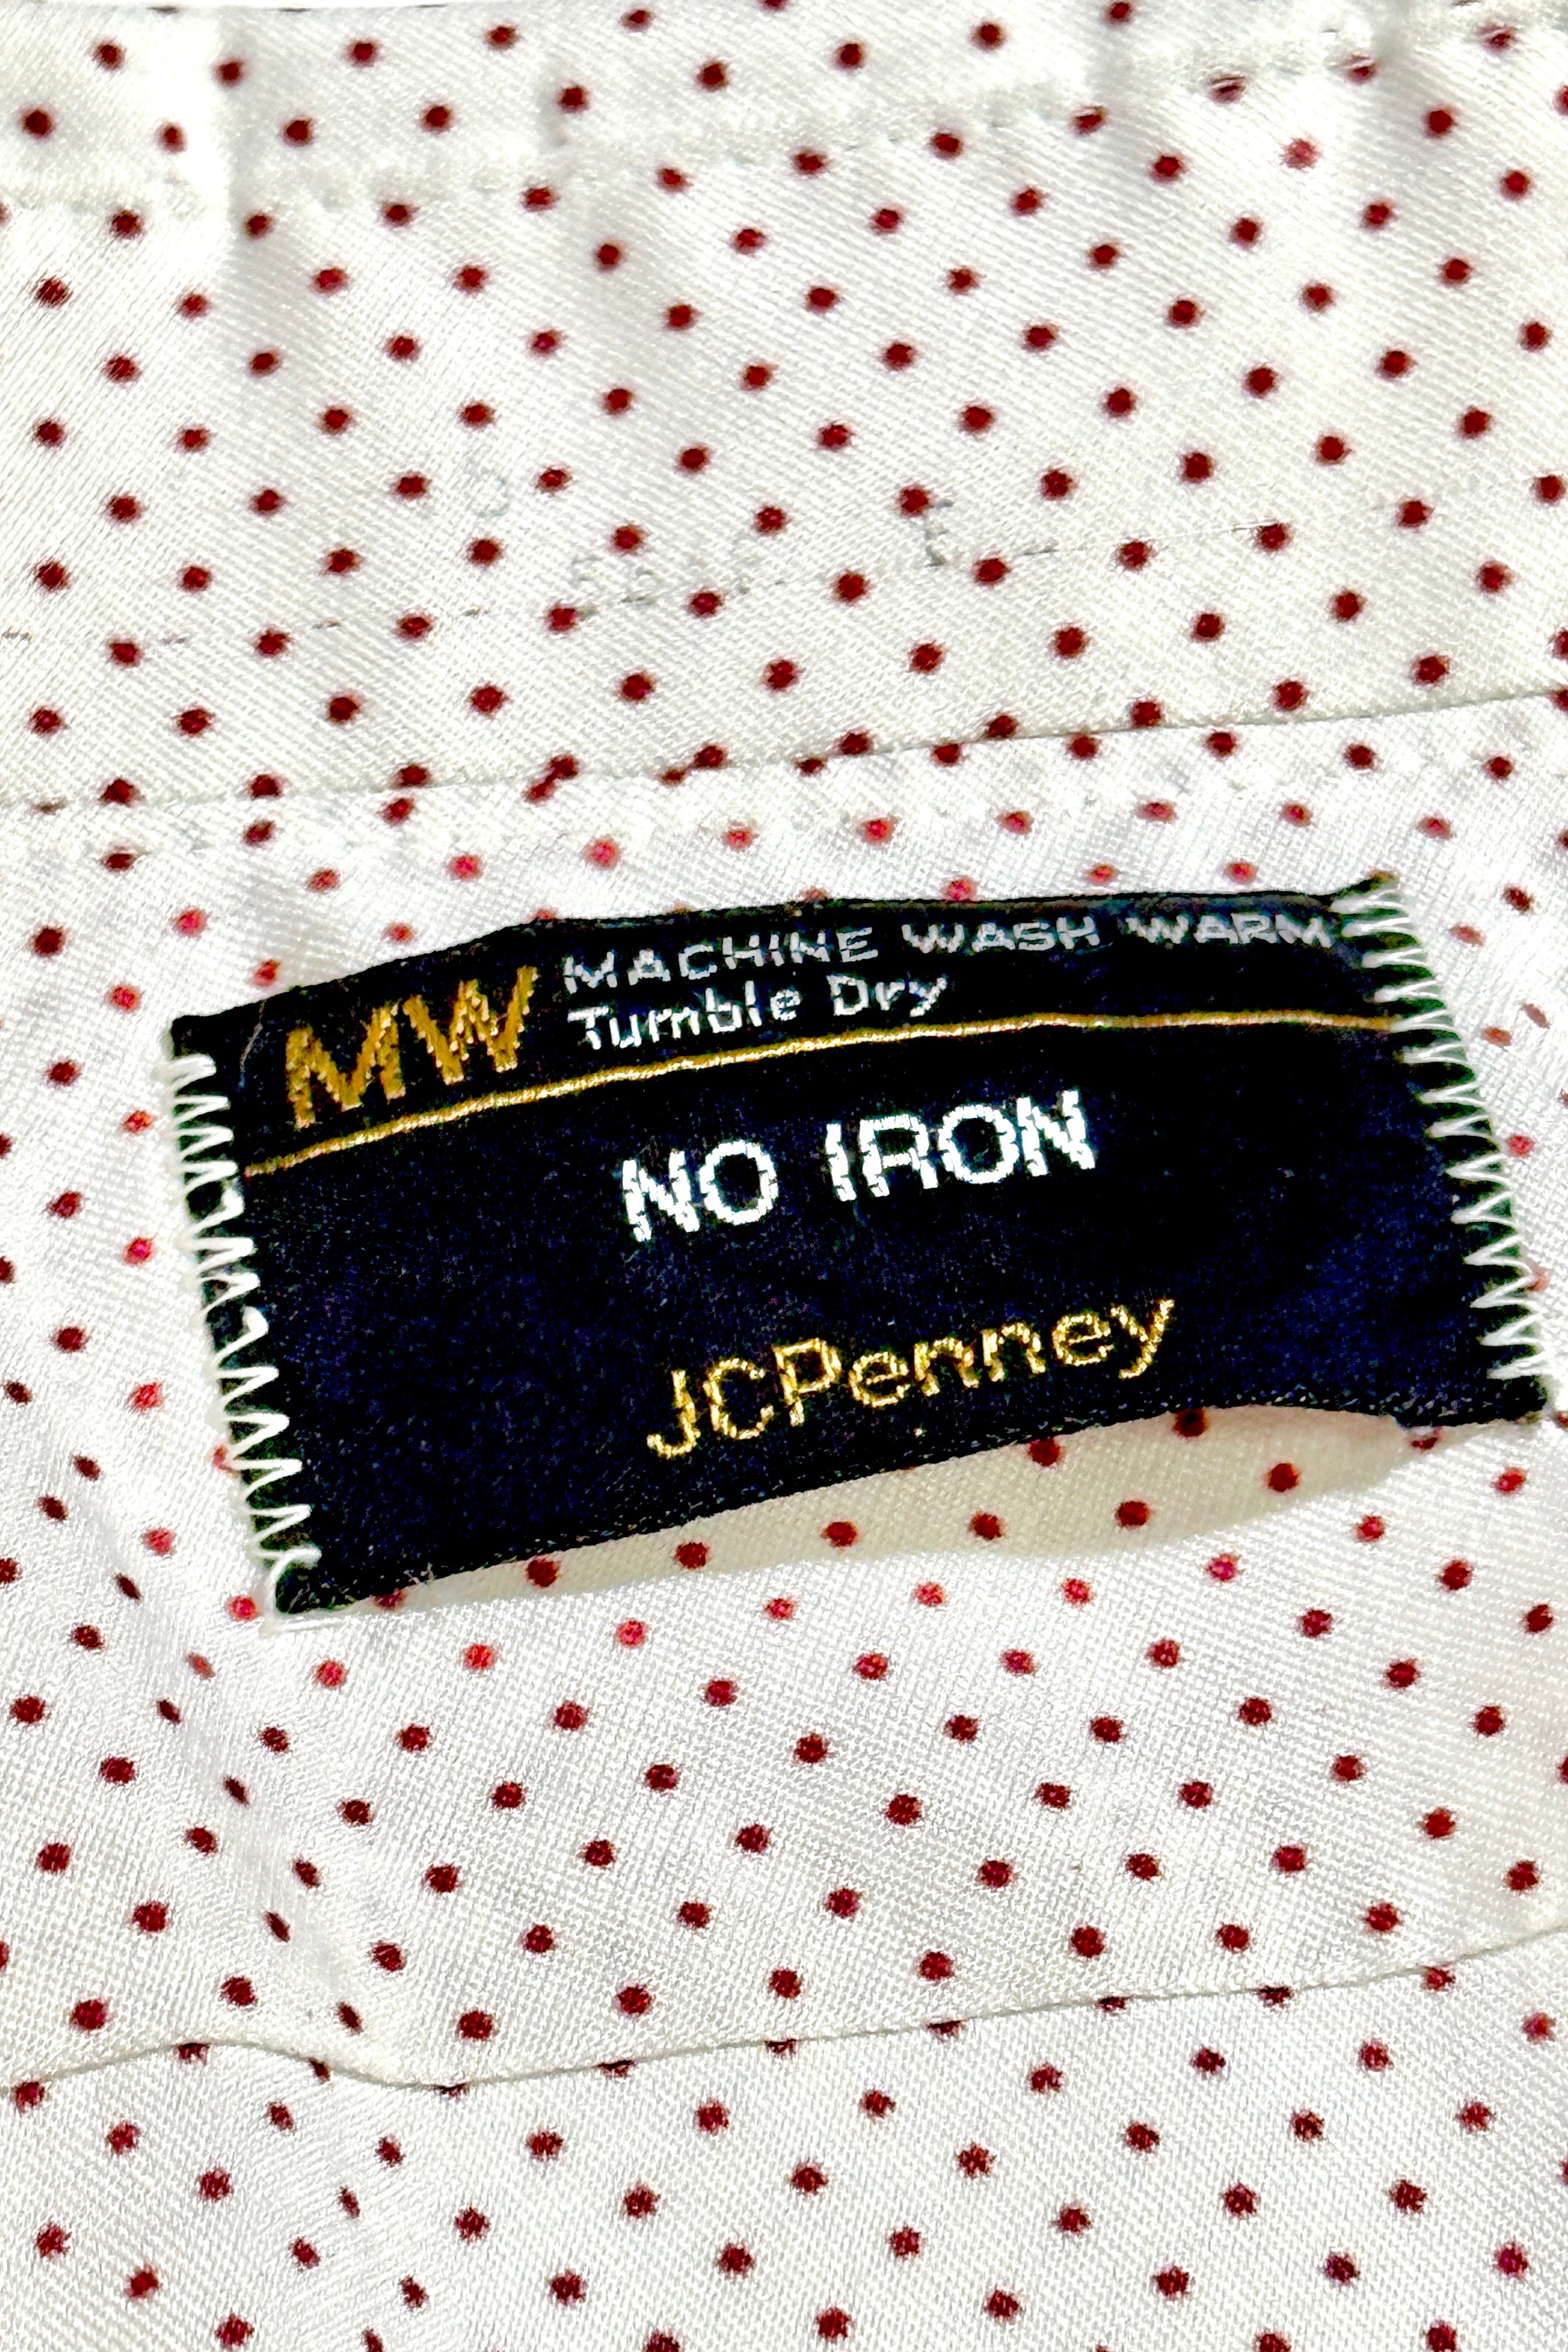 MW MACHINE WASH WARM
Tumble Dry
NO IRON
JCPenney